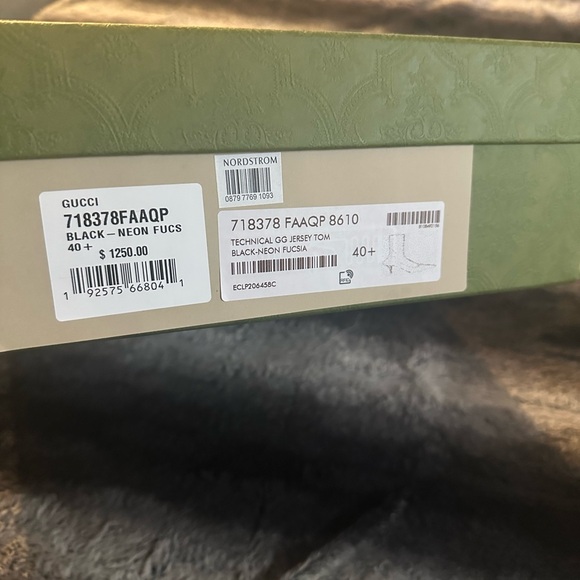 NORDSTROM
0879 7769 1093
GUCCI
718378FAAQP
BLACK-NEON FUCS
40+
$ 1250.00
1 92575 66804 1
718378 FAAQP 8610
TECHNICAL GG JERSEY TOM
BLACK-NEON FUCSIA
40+
ECLP20645BC